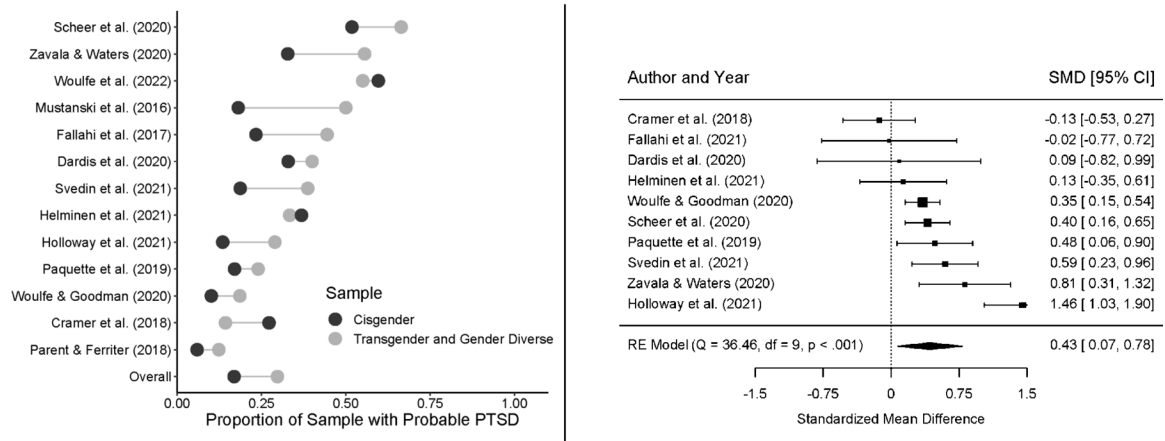 Scheer et al. (2020)
Zavala & Waters (2020)
Woulfe et al. (2022)
Mustanski et al. (2016)
Fallahi et al. (2017)
Dardis et al. (2020)
Svedin et al. (2021)
Helminen et al. (2021)
Holloway et al. (2021)
Paquette et al. (2019)
Woulfe & Goodman (2020)
Cramer et al. (2018)
Parent & Ferriter (2018)
Overall
Sample
Cisgender
Transgender and Gender Diverse
0.00 0.25 0.50 0.75 1.00
Proportion of Sample with Probable PTSD
Author and Year SMD [95% CI]
Cramer et al. (2018) -0.13 [-0.53, 0.27]
Fallahi et al. (2021) -0.02 [-0.77, 0.72]
Dardis et al. (2020) 0.09 [-0.82, 0.99]
Helminen et al. (2021) 0.13 [-0.35, 0.61]
Woulfe & Goodman (2020) 0.35 [ 0.15, 0.54]
Scheer et al. (2020) 0.40 [ 0.16, 0.65]
Paquette et al. (2019) 0.48 [ 0.06, 0.90]
Svedin et al. (2021) 0.59 [ 0.23, 0.96]
Zavala & Waters (2020) 0.81 [ 0.31, 1.32]
Holloway et al. (2021) 1.46 [ 1.03, 1.90]
RE Model (Q = 36.46, df = 9, p < .001) 0.43 [ 0.07, 0.78]
-1.5 -0.75 0 0.75 1.5
Standardized Mean Difference